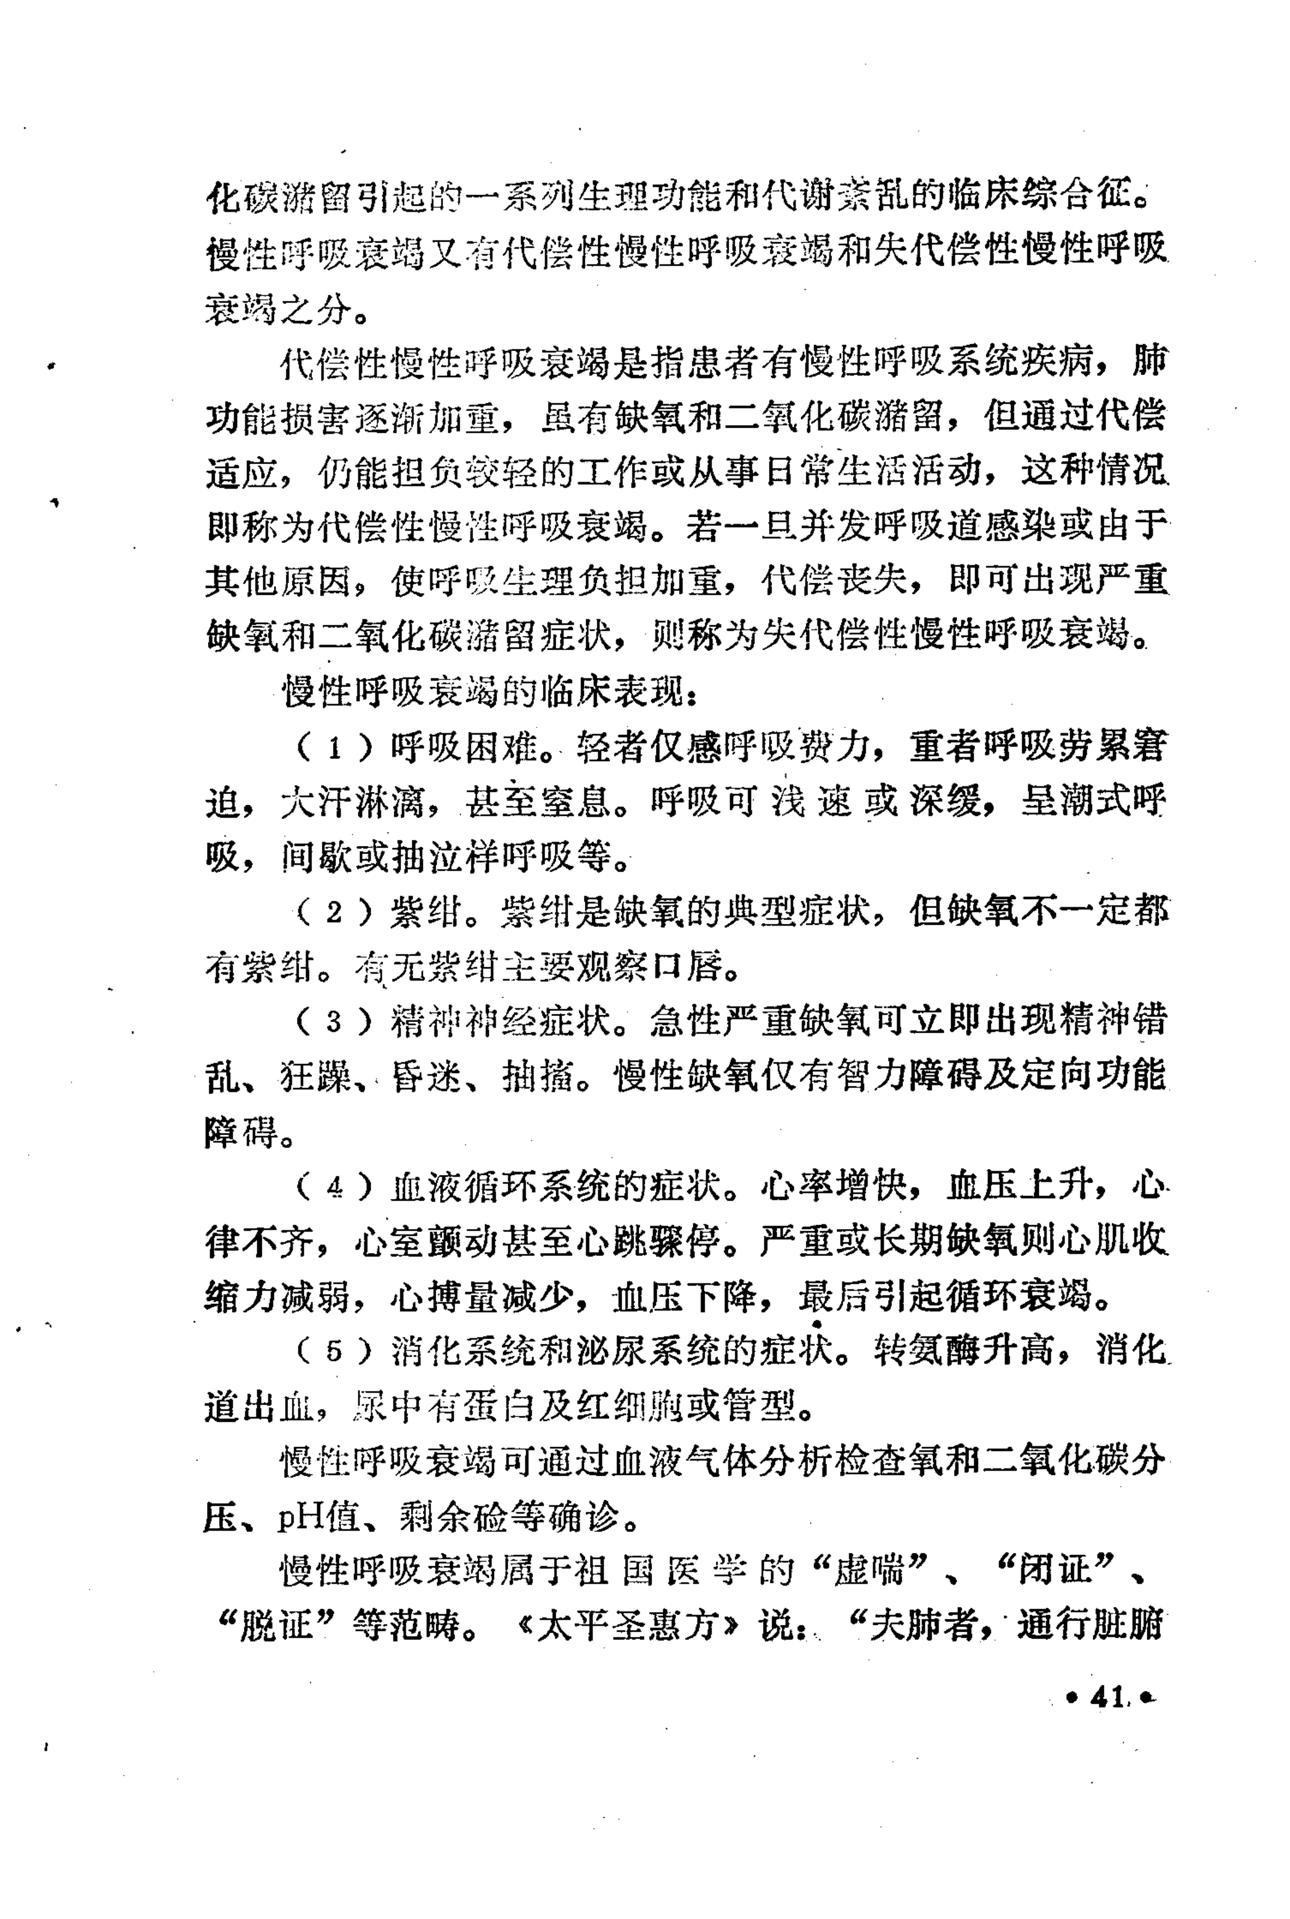 化碳潴留引起的一系列生理功能和代谢紊乱的临床综合征。
慢性呼吸衰竭又有代偿性慢性呼吸衰竭和失代偿性慢性呼吸
衰竭之分。
代偿性慢性呼吸衰竭是指患者有慢性呼吸系统疾病，肺
功能损害逐渐加重，虽有缺氧和二氧化碳潴留，但通过代偿
适应，仍能担负较轻的工作或从事日常生活活动，这种情况
即称为代偿性慢性呼吸衰竭。若一旦并发呼吸道感染或由于
其他原因，使呼吸生理负担加重，代偿丧失，即可出现严重
缺氧和二氧化碳潴留症状，则称为失代偿性慢性呼吸衰竭。
慢性呼吸衰竭的临床表现：
（1）呼吸困难。轻者仅感呼吸费力，重者呼吸劳累窘
迫，大汗淋漓，甚至窒息。呼吸可浅速或深缓，呈潮式呼
吸，间歇或抽泣样呼吸等。
（2）紫绀。紫绀是缺氧的典型症状，但缺氧不一定都
有紫绀。有无紫绀主要观察口唇。
（3）精神神经症状。急性严重缺氧可立即出现精神错
乱、狂躁、昏迷、抽搐。慢性缺氧仅有智力障碍及定向功能
障碍。
（4）血液循环系统的症状。心率增快，血压上升，心
律不齐，心室颤动甚至心跳骤停。严重或长期缺氧则心肌收
缩力减弱，心搏量减少，血压下降，最后引起循环衰竭。
（5）消化系统和泌尿系统的症状。转氨酶升高，消化
道出血，尿中有蛋白及红细胞或管型。
慢性呼吸衰竭可通过血液气体分析检查氧和二氧化碳分
压、pH值、剩余硷等确诊。
慢性呼吸衰竭属于祖国医学的“虚喘”、“闭证”、
“脱证”等范畴。《太平圣惠方》说：“夫肺者，通行脏腑
•41•